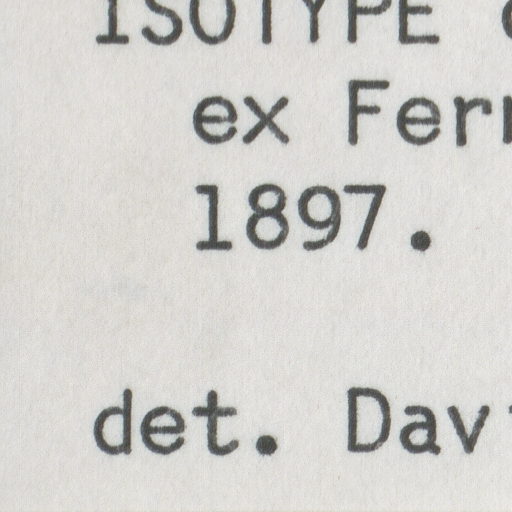 ISOTYPE
ex
1897.
det.